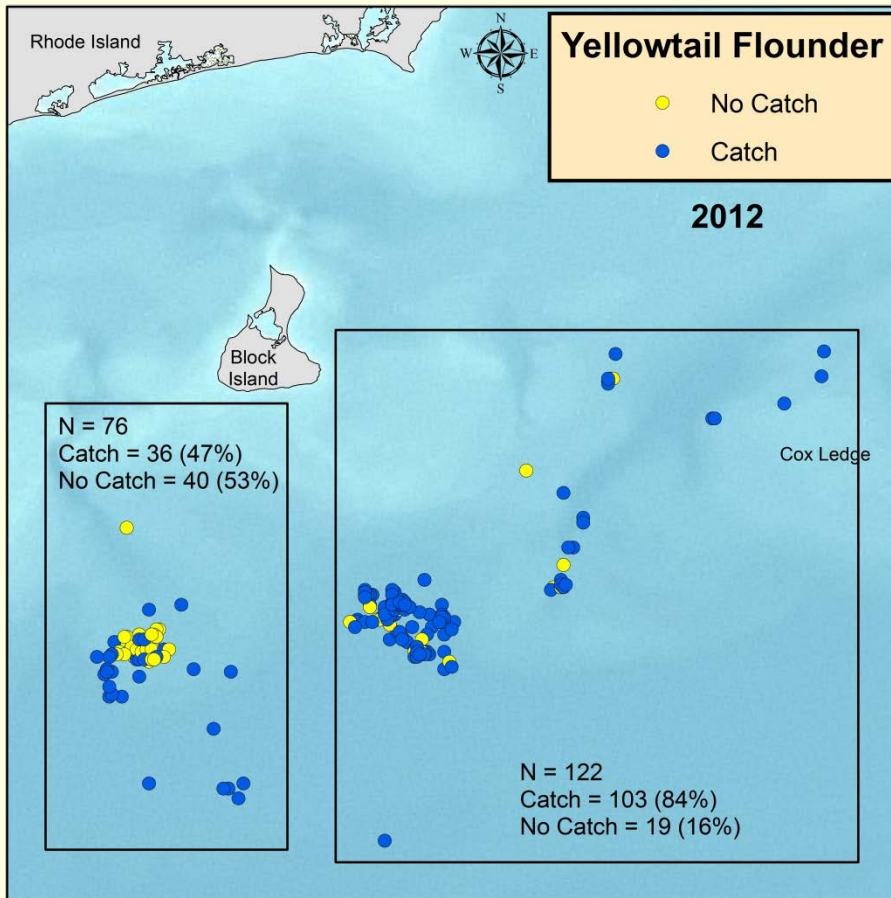 Rhode Island
N
W E
S
Yellowtail Flounder
No Catch
Catch
2012
Block
Island
N = 76
Catch = 36 (47%)
No Catch = 40 (53%)
Cox Ledge
N = 122
Catch = 103 (84%)
No Catch = 19 (16%)